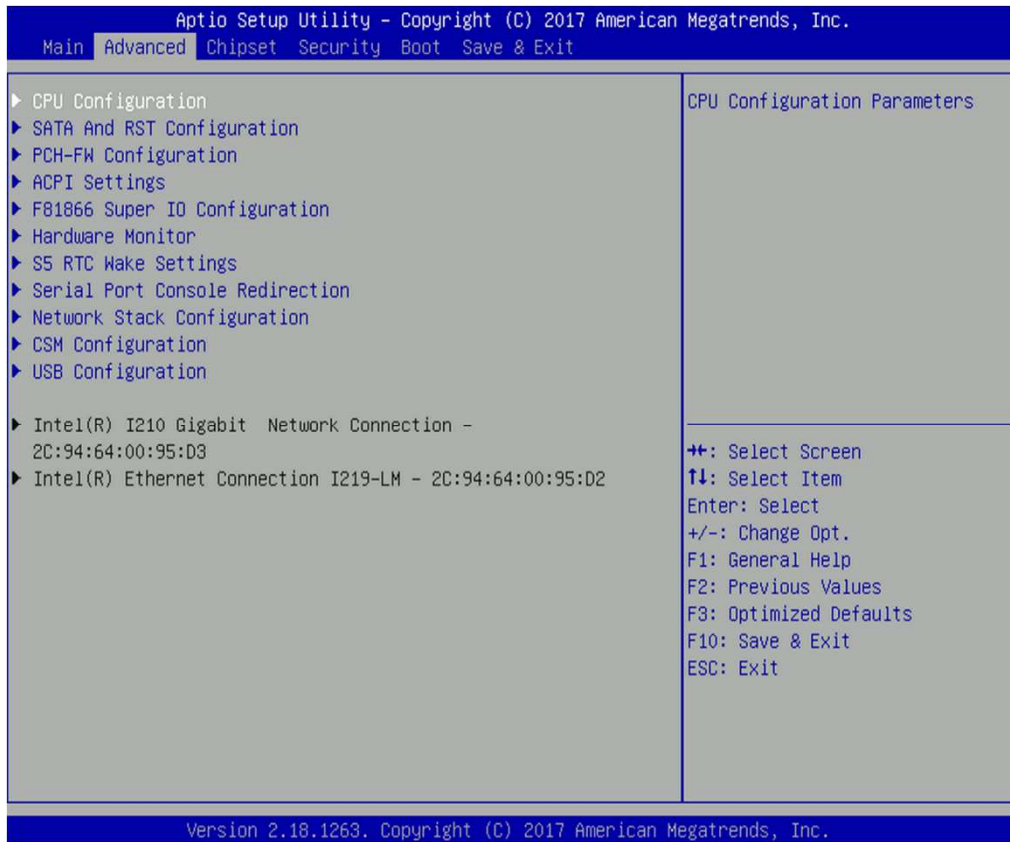 Aptio Setup Utility – Copyright (C) 2017 American Megatrends, Inc.
Main Advanced Chipset Security Boot Save & Exit
▶ CPU Configuration
▶ SATA And RST Configuration
▶ PCH-FW Configuration
▶ ACPI Settings
▶ F81866 Super IO Configuration
▶ Hardware Monitor
▶ S5 RTC Wake Settings
▶ Serial Port Console Redirection
▶ Network Stack Configuration
▶ CSM Configuration
▶ USB Configuration
▶ Intel(R) I210 Gigabit  Network Connection –
2C:94:64:00:95:D3
▶ Intel(R) Ethernet Connection I219-LM – 2C:94:64:00:95:D2
CPU Configuration Parameters
→←: Select Screen
↑↓: Select Item
Enter: Select
+/-: Change Opt.
F1: General Help
F2: Previous Values
F3: Optimized Defaults
F10: Save & Exit
ESC: Exit
Version 2.18.1263. Copyright (C) 2017 American Megatrends, Inc.